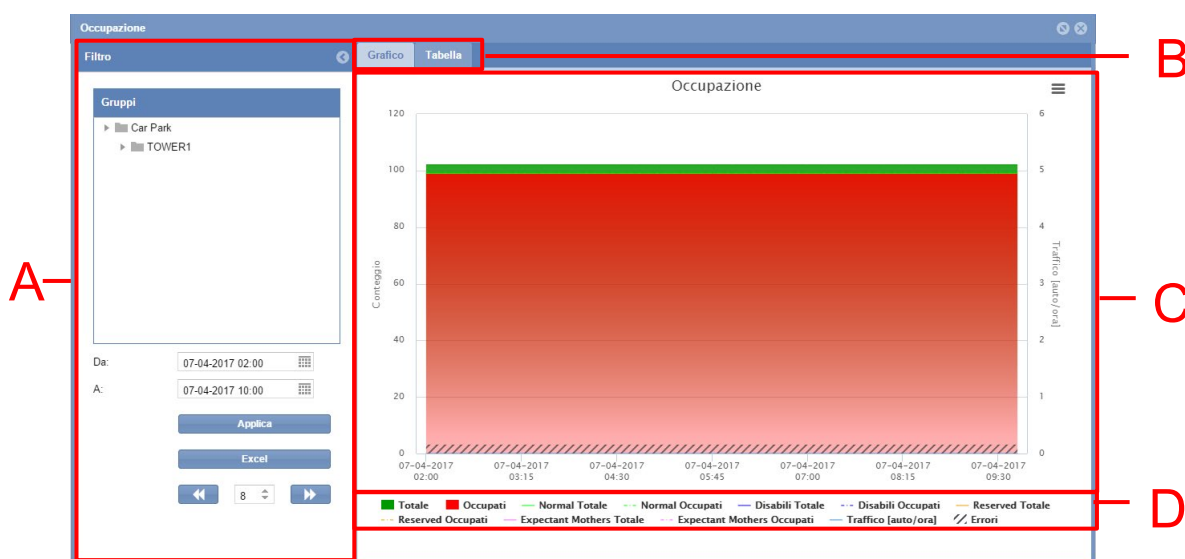 Occupazione
Filtro
Grafico Tabella
B
Gruppi
Car Park
TOWER1
A
Da: 07-04-2017 02:00
A: 07-04-2017 10:00
Applica
Excel
8
Occupazione
120
100
80
60
40
20
0
Conteggio
6
5
4
3
2
1
0
Traffico [auto/ora]
C
07-04-2017 02:00
07-04-2017 03:15
07-04-2017 04:30
07-04-2017 05:45
07-04-2017 07:00
07-04-2017 08:15
07-04-2017 09:30
Totale Occupati Normal Totale Normal Occupati Disabili Totale Disabili Occupati Reserved Totale
Reserved Occupati Expectant Mothers Totale Expectant Mothers Occupati Traffico [auto/ora] Errori
D